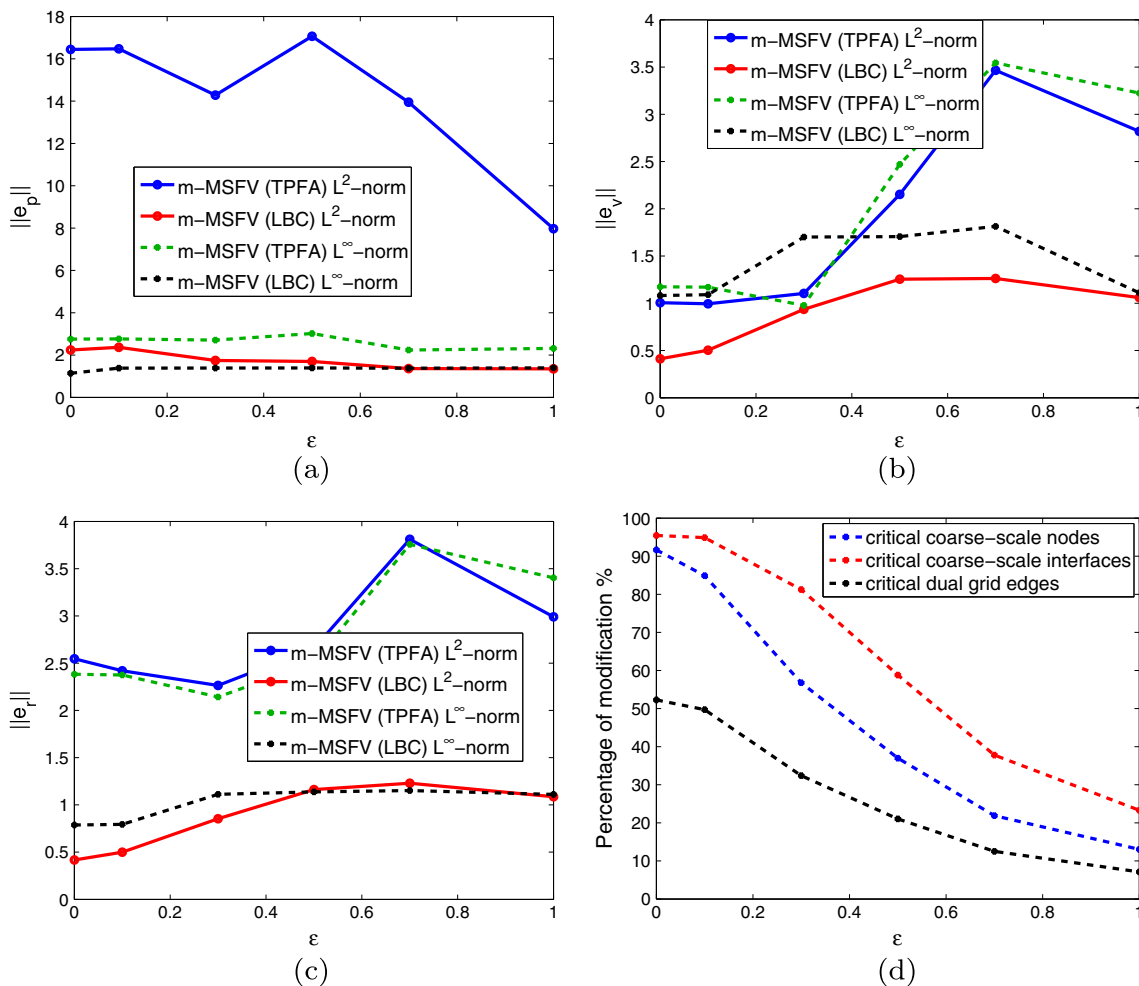 18
16
14
12
10
8
6
4
2
0
||e_p||
m−MSFV (TPFA) L²−norm
m−MSFV (LBC) L²−norm
m−MSFV (TPFA) L^∞−norm
m−MSFV (LBC) L^∞−norm
0 0.2 0.4 0.6 0.8 1
ε
(a)
4
3.5
3
2.5
2
1.5
1
0.5
0
||e_v||
m−MSFV (TPFA) L²−norm
m−MSFV (LBC) L²−norm
m−MSFV (TPFA) L^∞−norm
m−MSFV (LBC) L^∞−norm
0 0.2 0.4 0.6 0.8 1
ε
(b)
4
3.5
3
2.5
2
1.5
1
0.5
0
||e_r||
m−MSFV (TPFA) L²−norm
m−MSFV (LBC) L²−norm
m−MSFV (TPFA) L^∞−norm
m−MSFV (LBC) L^∞−norm
0 0.2 0.4 0.6 0.8 1
ε
(c)
100
90
80
70
60
50
40
30
20
10
0
Percentage of modification %
critical coarse−scale nodes
critical coarse−scale interfaces
critical dual grid edges
0 0.2 0.4 0.6 0.8 1
ε
(d)